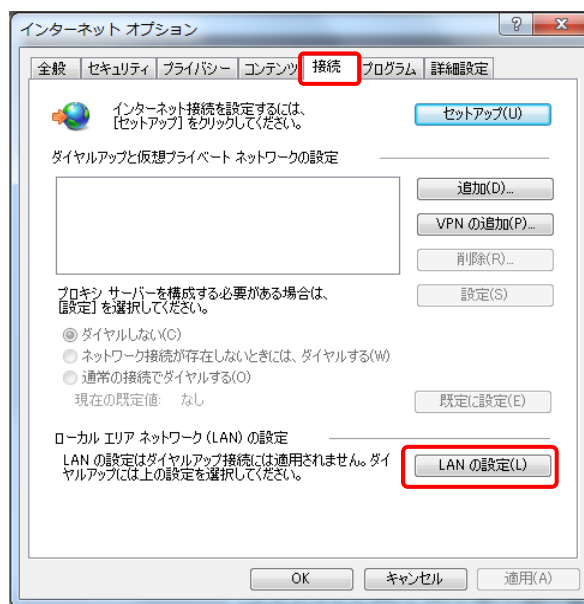 インターネット オプション
全般 セキュリティ プライバシー コンテンツ 接続 プログラム 詳細設定
インターネット接続を設定するには、
[セットアップ] をクリックしてください。
セットアップ(U)
ダイヤルアップと仮想プライベート ネットワークの設定
追加(D)...
VPN の追加(P)...
削除(R)...
プロキシ サーバーを構成する必要がある場合は、
[設定] を選択してください。
設定(S)
ダイヤルしない(C)
ネットワーク接続が存在しないときには、ダイヤルする(W)
通常の接続でダイヤルする(O)
現在の既定値: なし
既定に設定(E)
ローカル エリア ネットワーク (LAN) の設定
LAN の設定はダイヤルアップ接続には適用されません。ダイ
ヤルアップには上の設定を選択してください。
LAN の設定(L)
OK キャンセル 適用(A)